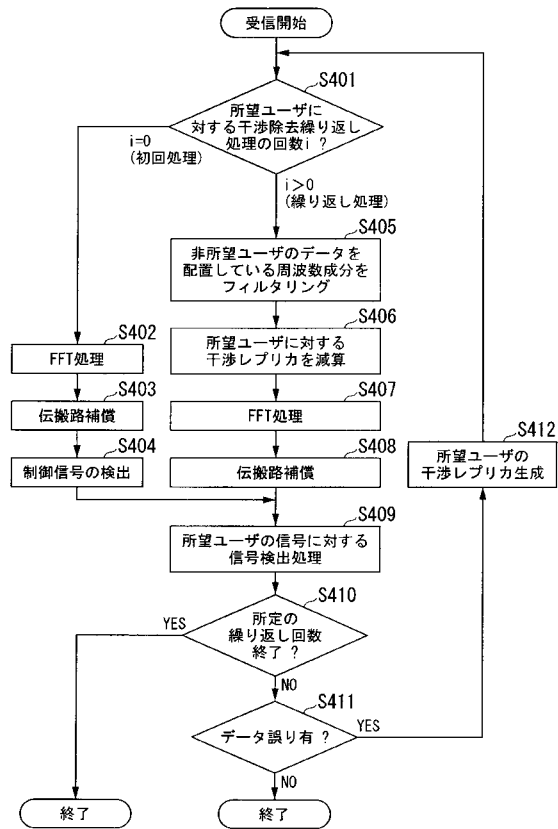 受信開始
S401
所望ユーザに
対する干渉除去繰り返し
処理の回数i ?
i=0
(初回処理)
i>0
(繰り返し処理)
S405
非所望ユーザのデータを
配置している周波数成分を
フィルタリング
S402
FFT処理
S406
所望ユーザに対する
干渉レプリカを減算
S403
伝搬路補償
S407
FFT処理
S404
制御信号の検出
S408
伝搬路補償
S412
所望ユーザの
干渉レプリカ生成
S409
所望ユーザの信号に対する
信号検出処理
S410
所定の
繰り返し回数
終了 ?
YES
NO
S411
データ誤り有 ?
YES
NO
終了
終了